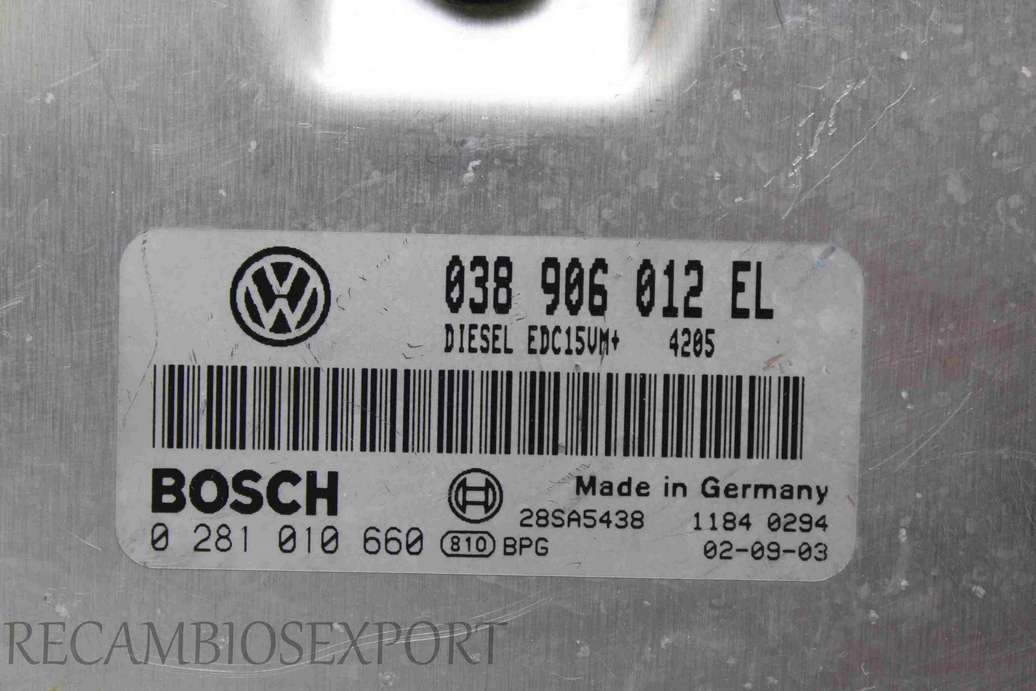 VW
038 906 012 EL
DIESEL EDC15VM+ 4205
BOSCH
Made in Germany
28SA5438 1184 0294
0 281 010 660 810 BPG 02-09-03
RECAMBIOSEXPORT